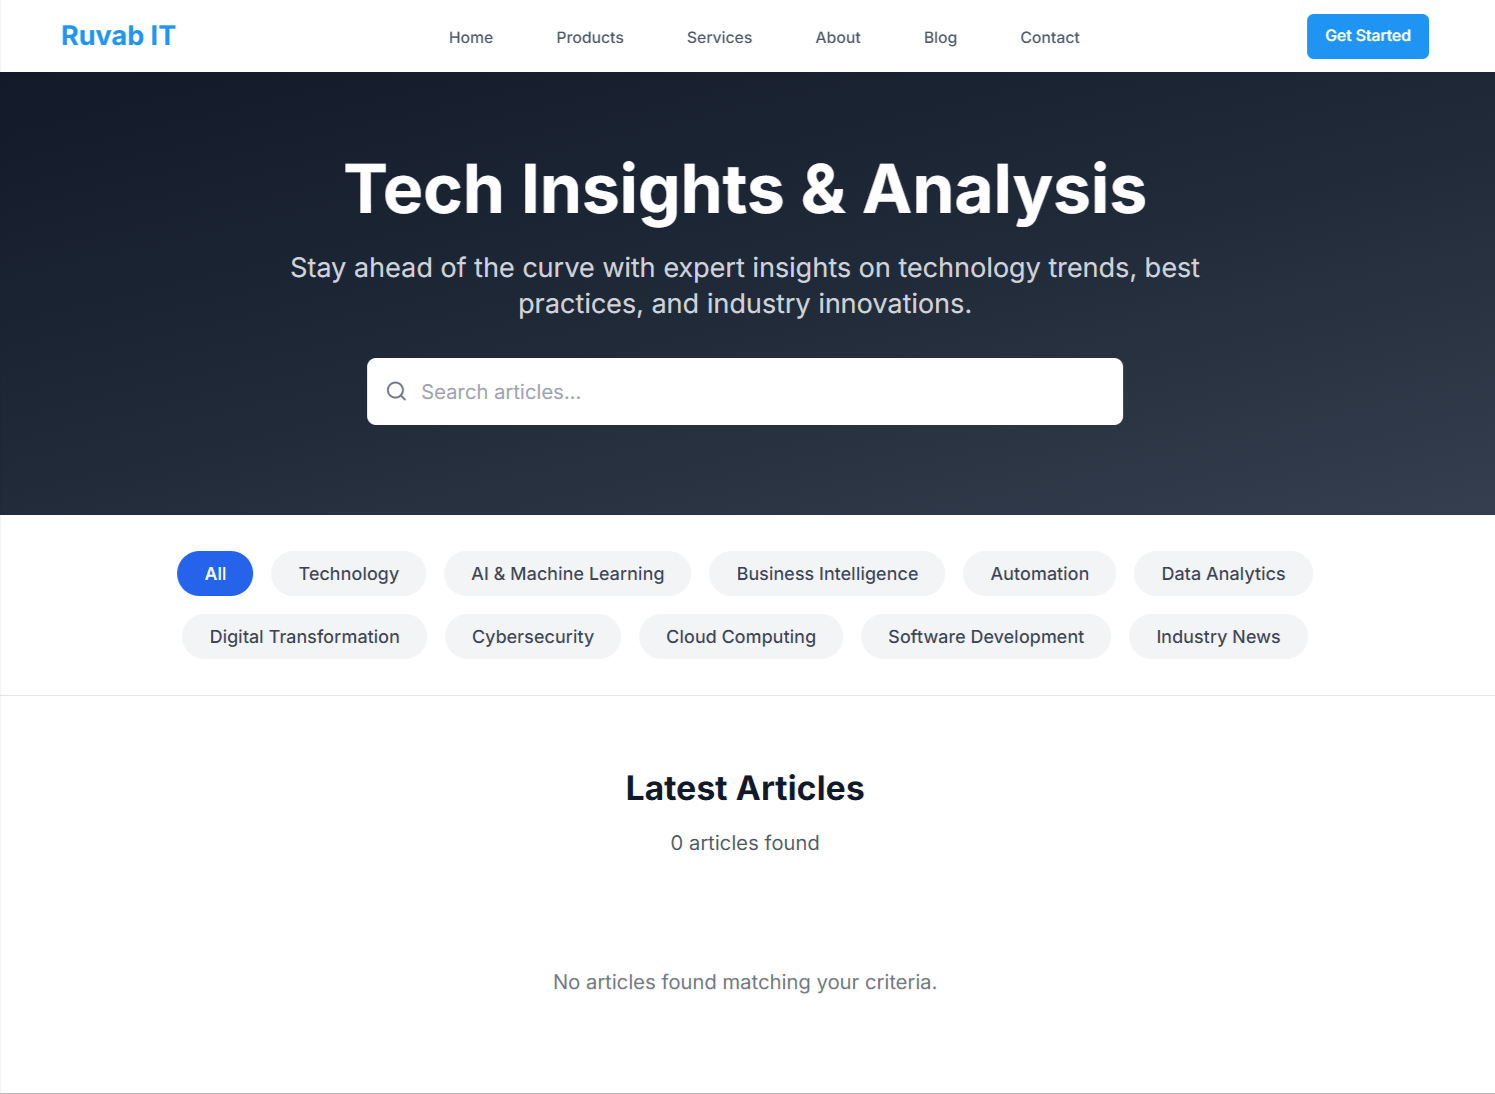 Ruvab IT
Home
Products
Services
About
Blog
Contact
Get Started
Tech Insights & Analysis
Stay ahead of the curve with expert insights on technology trends, best
practices, and industry innovations.
Search articles...
All
Technology
AI & Machine Learning
Business Intelligence
Automation
Data Analytics
Digital Transformation
Cybersecurity
Cloud Computing
Software Development
Industry News
Latest Articles
0 articles found
No articles found matching your criteria.